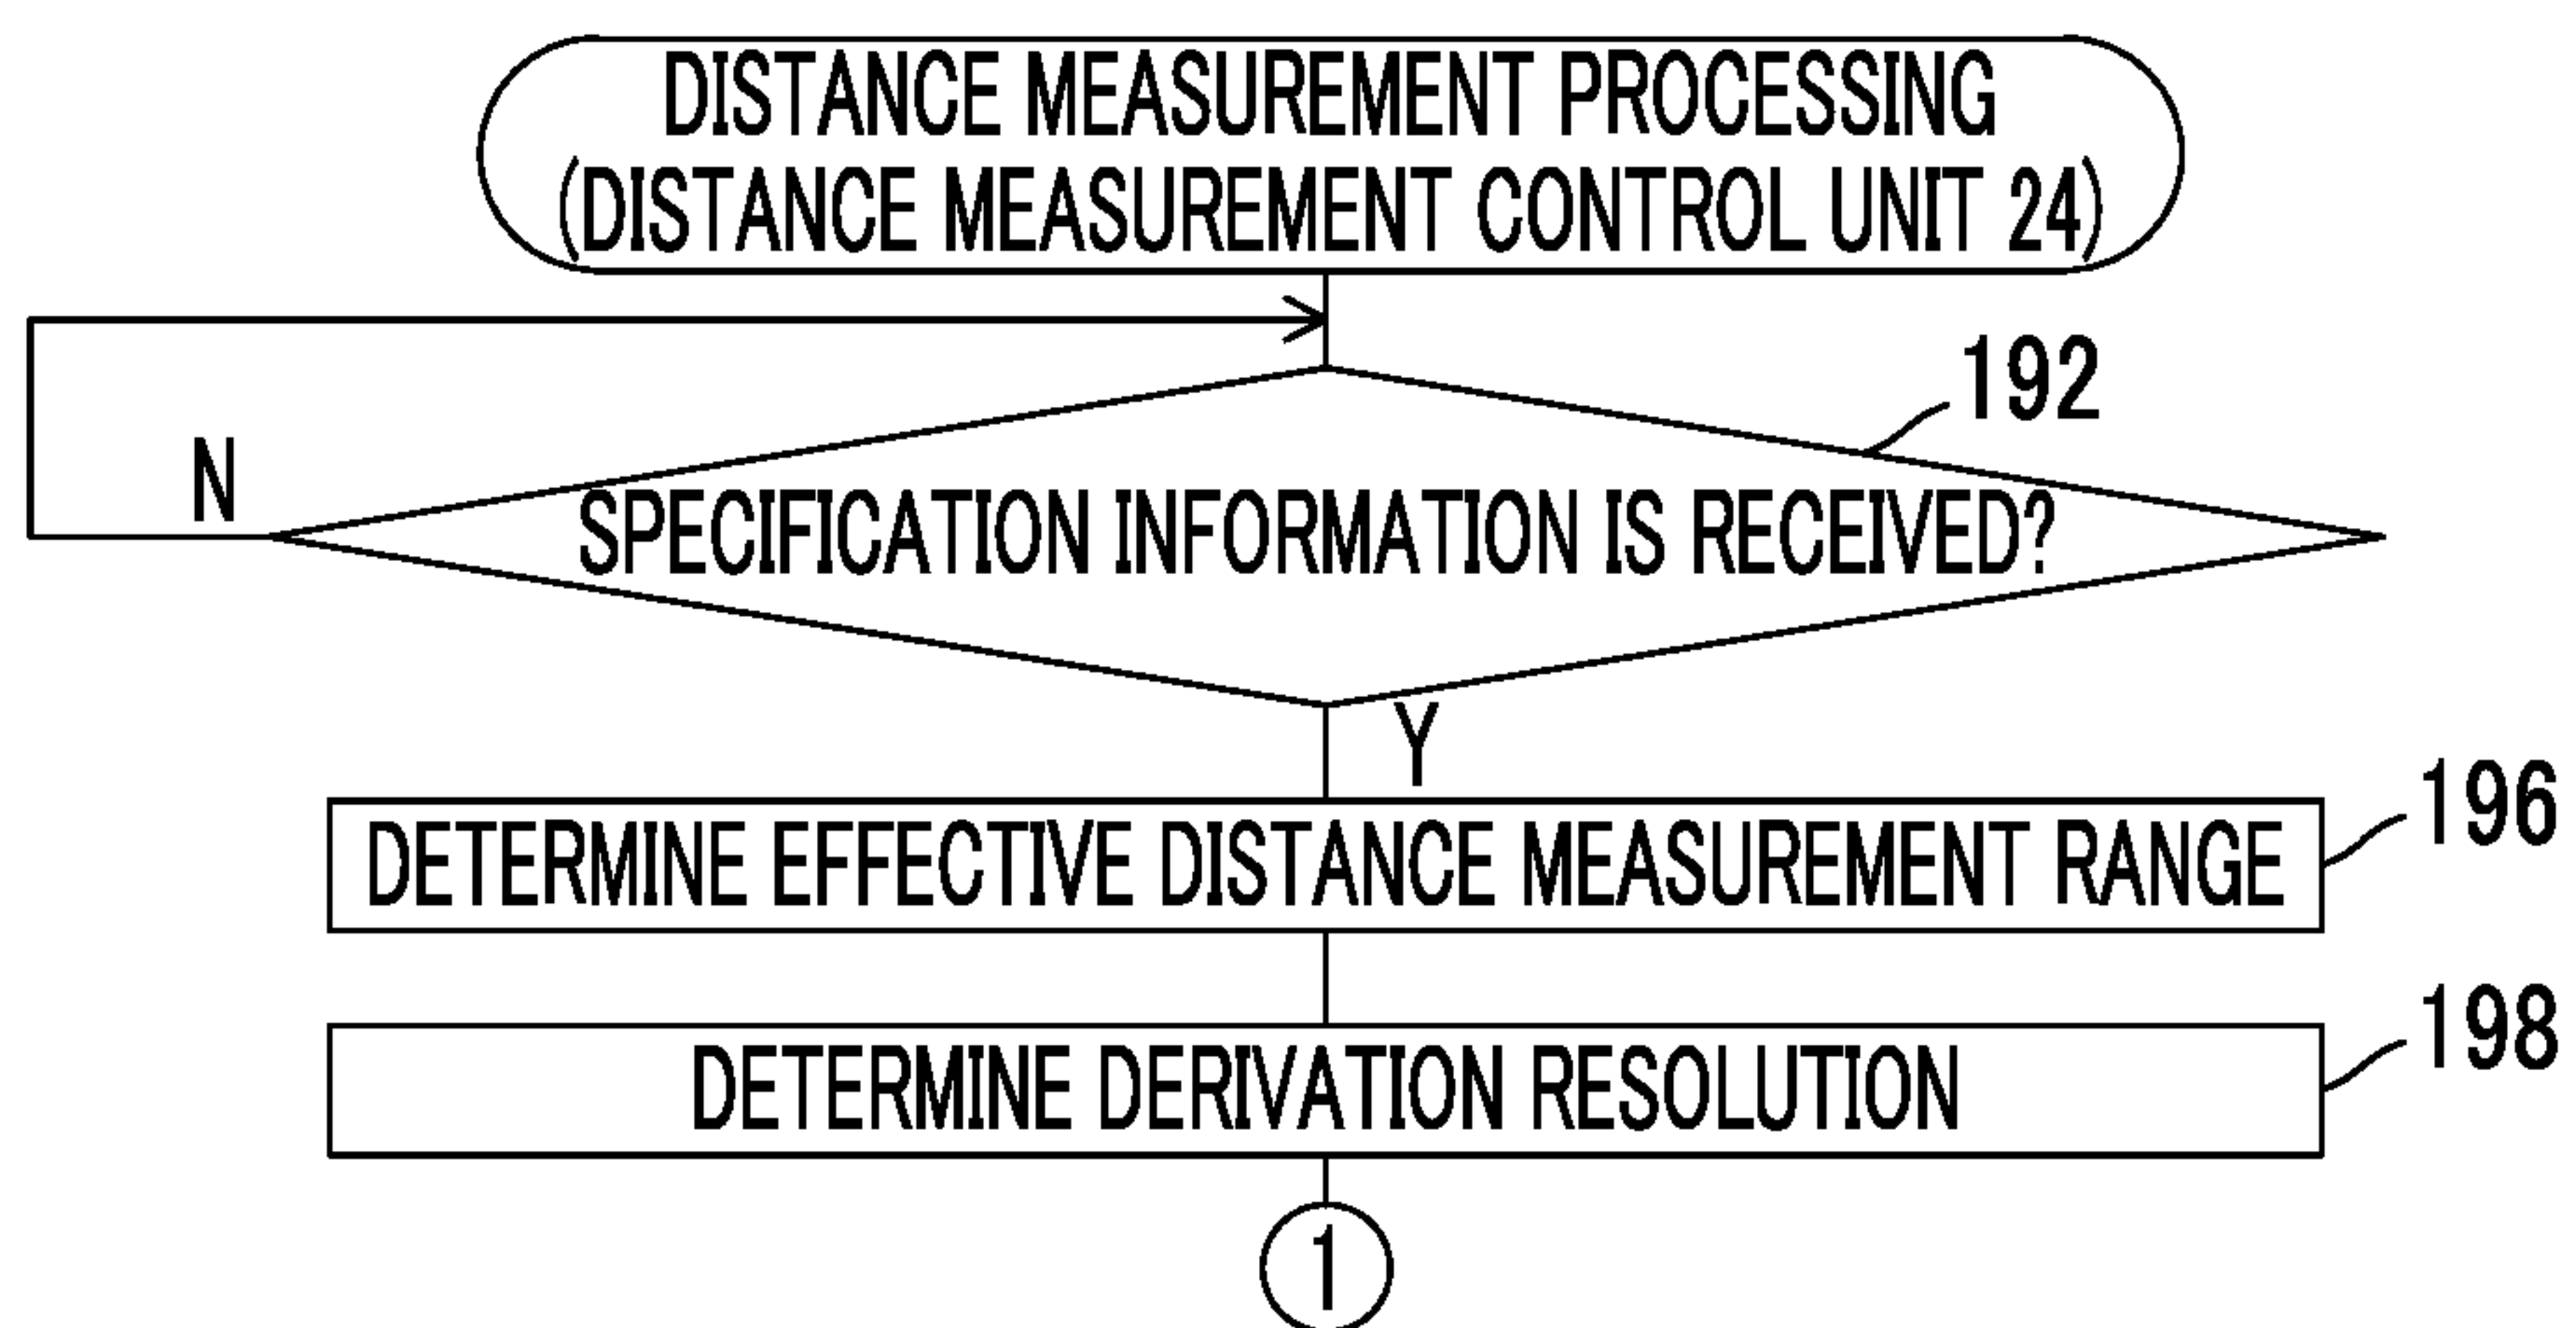 DISTANCE MEASUREMENT PROCESSING
(DISTANCE MEASUREMENT CONTROL UNIT 24)
192
N
SPECIFICATION INFORMATION IS RECEIVED?
Y
196
DETERMINE EFFECTIVE DISTANCE MEASUREMENT RANGE
198
DETERMINE DERIVATION RESOLUTION
1